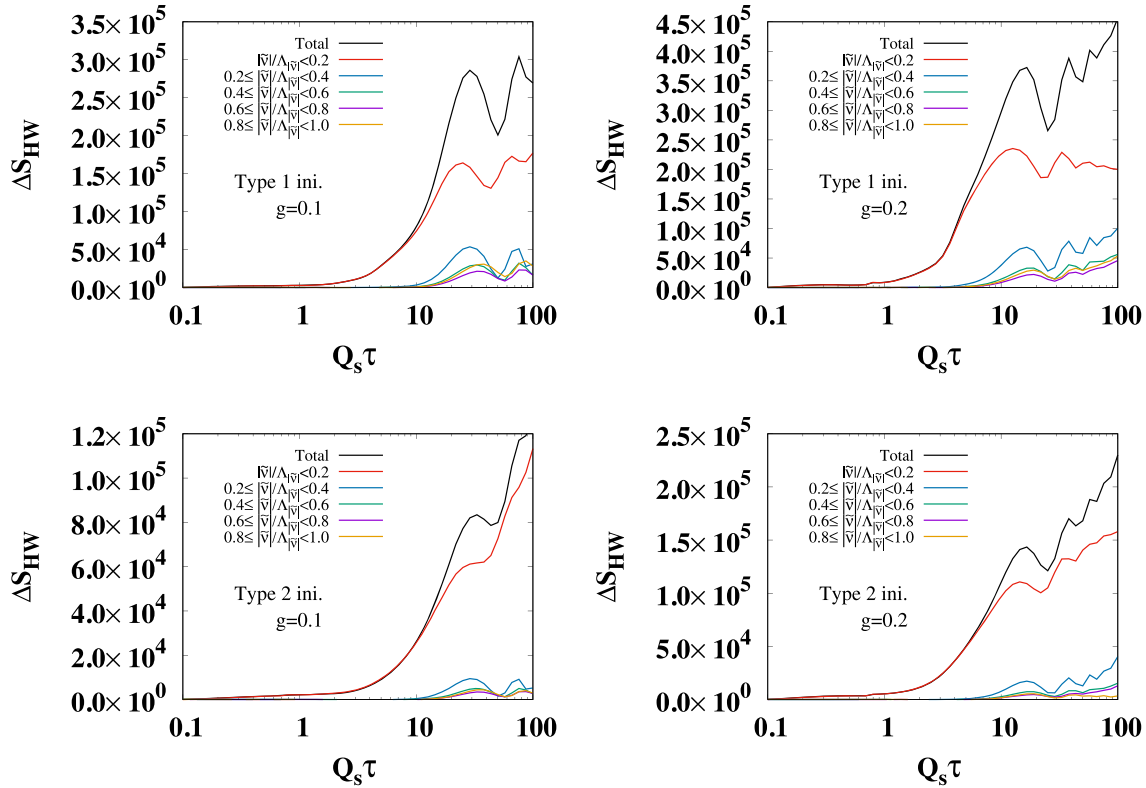 3.5× 10^5
3.0× 10^5
2.5× 10^5
2.0× 10^5
1.5× 10^5
1.0× 10^5
5.0× 10^4
0.0× 10^0
ΔS_HW
Total
|ṽ|/Λ_|ṽ|<0.2
0.2≤ |ṽ|/Λ_|ṽ|<0.4
0.4≤ |ṽ|/Λ_|ṽ|<0.6
0.6≤ |ṽ|/Λ_|ṽ|<0.8
0.8≤ |ṽ|/Λ_|ṽ|<1.0
Type 1 ini.
g=0.1
0.1 1 10 100
Q_s τ
4.5× 10^5
4.0× 10^5
3.5× 10^5
3.0× 10^5
2.5× 10^5
2.0× 10^5
1.5× 10^5
1.0× 10^5
5.0× 10^4
0.0× 10^0
ΔS_HW
Total
|ṽ|/Λ_|ṽ|<0.2
0.2≤ |ṽ|/Λ_|ṽ|<0.4
0.4≤ |ṽ|/Λ_|ṽ|<0.6
0.6≤ |ṽ|/Λ_|ṽ|<0.8
0.8≤ |ṽ|/Λ_|ṽ|<1.0
Type 1 ini.
g=0.2
0.1 1 10 100
Q_s τ
1.2× 10^5
1.0× 10^5
8.0× 10^4
6.0× 10^4
4.0× 10^4
2.0× 10^4
0.0× 10^0
ΔS_HW
Total
|ṽ|/Λ_|ṽ|<0.2
0.2≤ |ṽ|/Λ_|ṽ|<0.4
0.4≤ |ṽ|/Λ_|ṽ|<0.6
0.6≤ |ṽ|/Λ_|ṽ|<0.8
0.8≤ |ṽ|/Λ_|ṽ|<1.0
Type 2 ini.
g=0.1
0.1 1 10 100
Q_s τ
2.5× 10^5
2.0× 10^5
1.5× 10^5
1.0× 10^5
5.0× 10^4
0.0× 10^0
ΔS_HW
Total
|ṽ|/Λ_|ṽ|<0.2
0.2≤ |ṽ|/Λ_|ṽ|<0.4
0.4≤ |ṽ|/Λ_|ṽ|<0.6
0.6≤ |ṽ|/Λ_|ṽ|<0.8
0.8≤ |ṽ|/Λ_|ṽ|<1.0
Type 2 ini.
g=0.2
0.1 1 10 100
Q_s τ